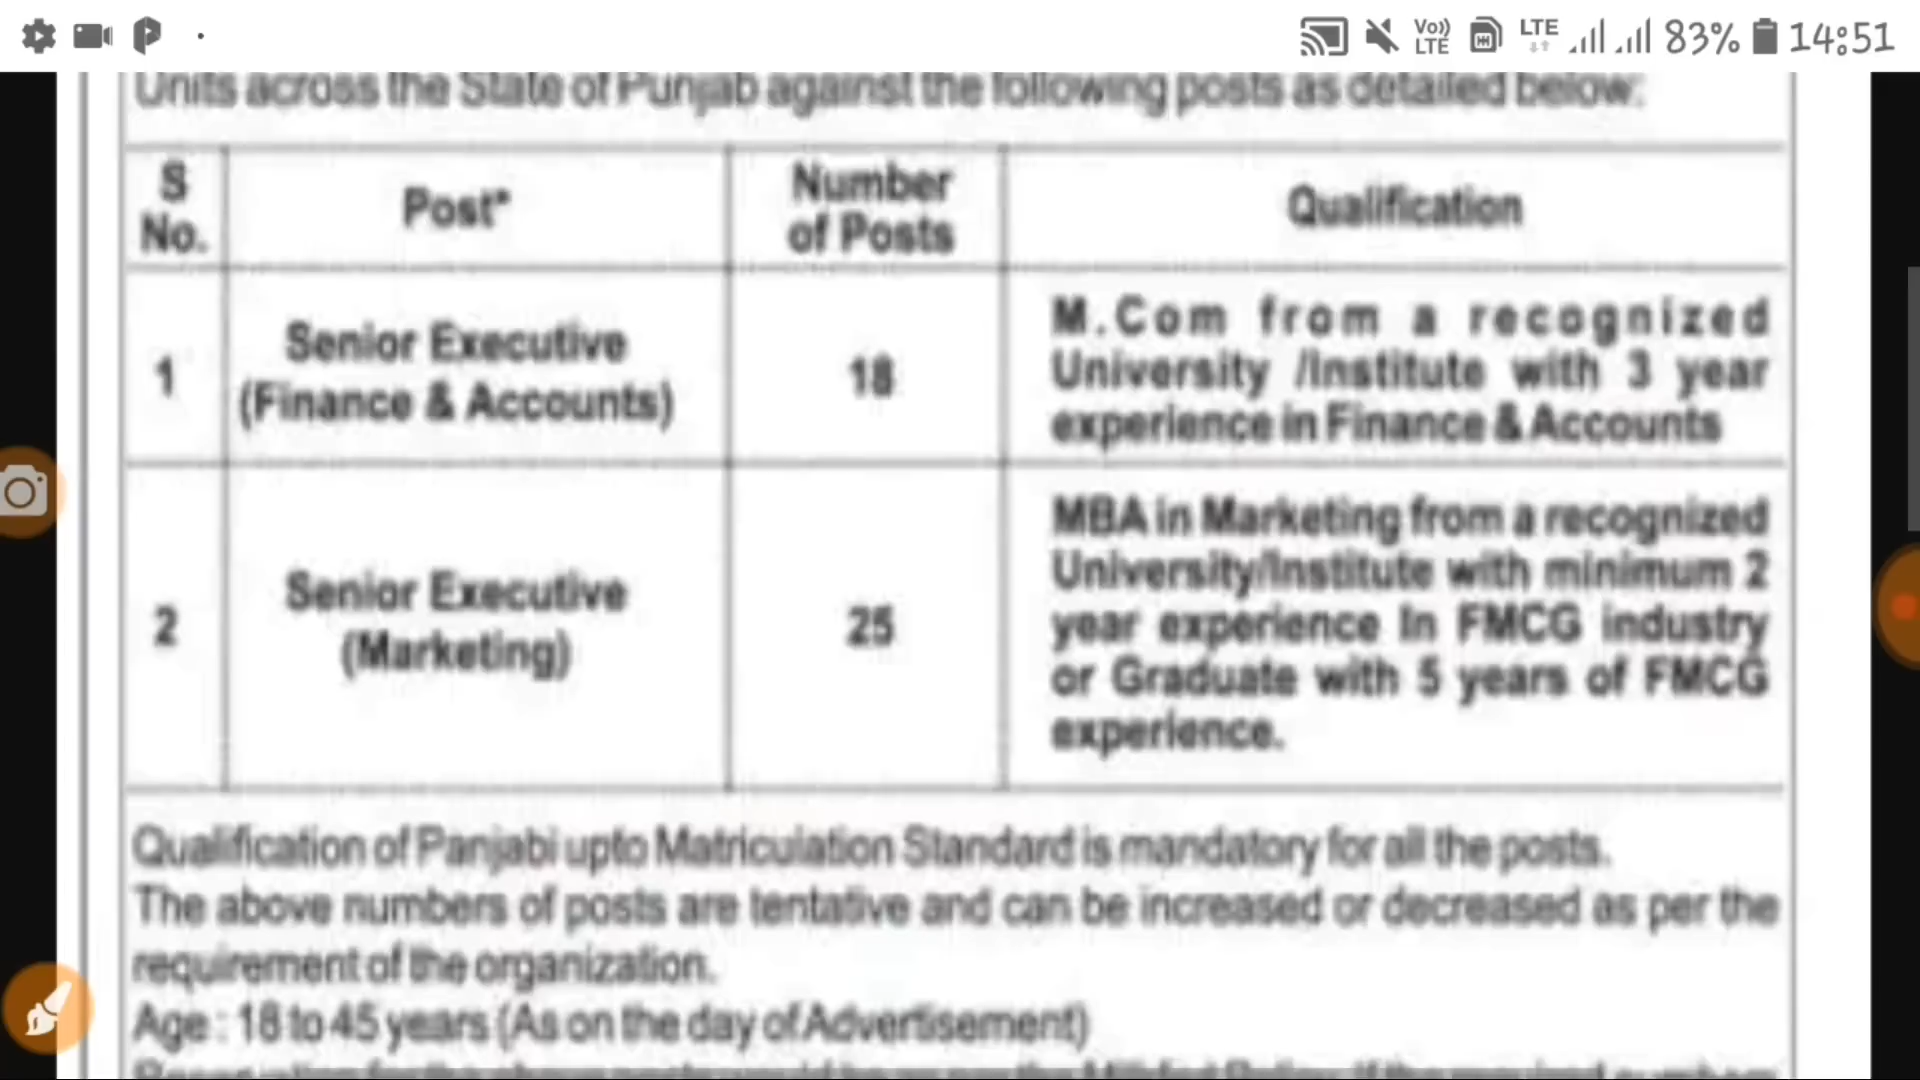 Vo)) LTE LTE 83% 14:51
Units across the State of Punjab against the following posts as detailed below:
S No. Post* Number of Posts Qualification
1 Senior Executive (Finance & Accounts) 18 M.Com from a recognized
University /Institute with 3 year
experience in Finance & Accounts
2 Senior Executive (Marketing) 25 MBA in Marketing from a recognized
University/Institute with minimum 2
year experience In FMCG industry
or Graduate with 5 years of FMCG
experience.
Qualification of Panjabi upto Matriculation Standard is mandatory for all the posts.
The above numbers of posts are tentative and can be increased or decreased as per the
requirement of the organization.
Age : 18 to 45 years (As on the day of Advertisement)